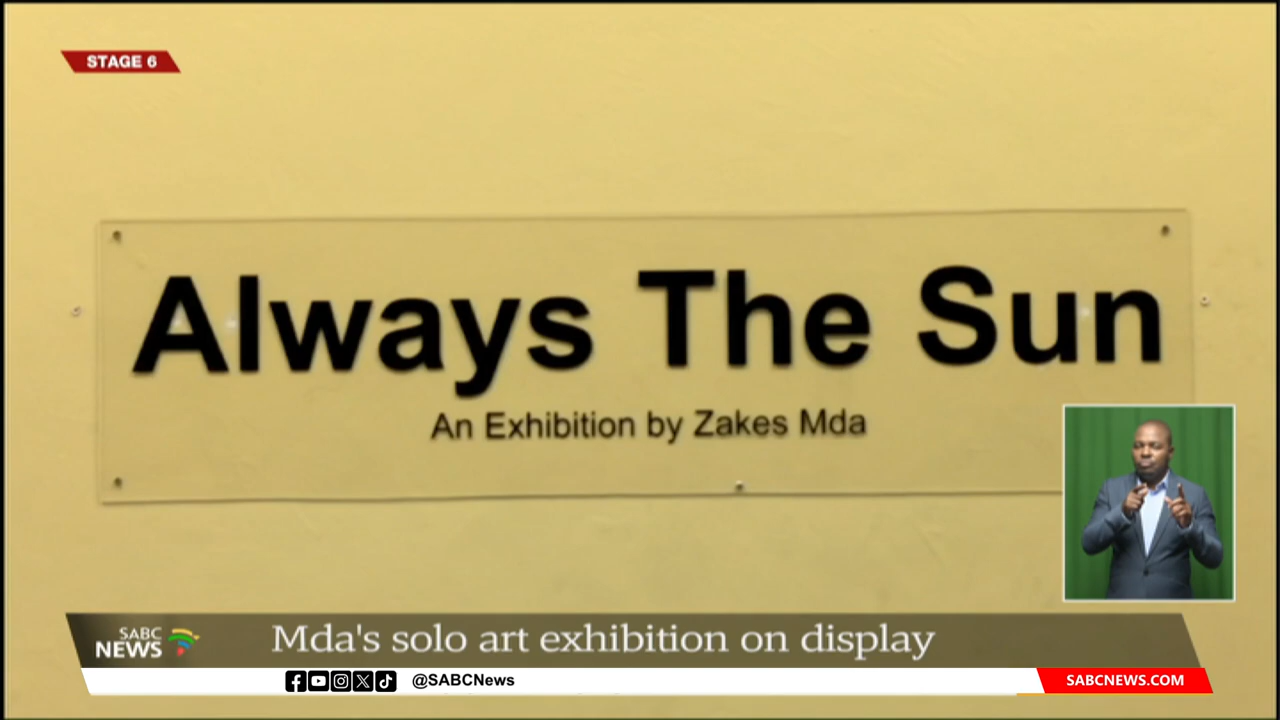 STAGE 6
Always The Sun
An Exhibition by Zakes Mda
SABC
NEWS
Mda's solo art exhibition on display
@SABCNews
SABCNEWS.COM